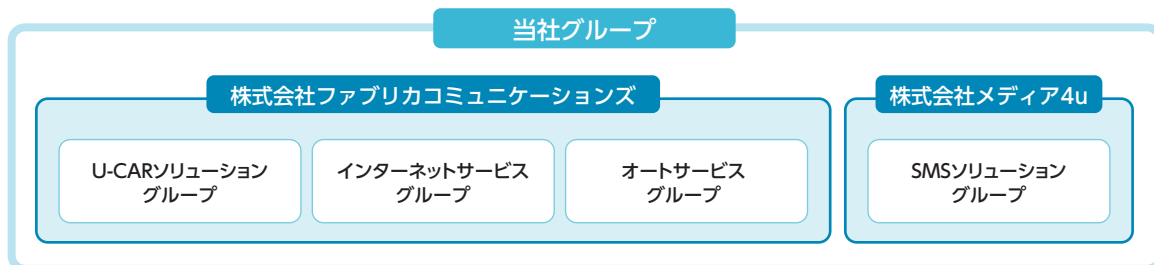 当社グループ
株式会社ファブリカコミュニケーションズ
株式会社メディア4u
U-CARソリューション
グループ
インターネットサービス
グループ
オートサービス
グループ
SMSソリューション
グループ